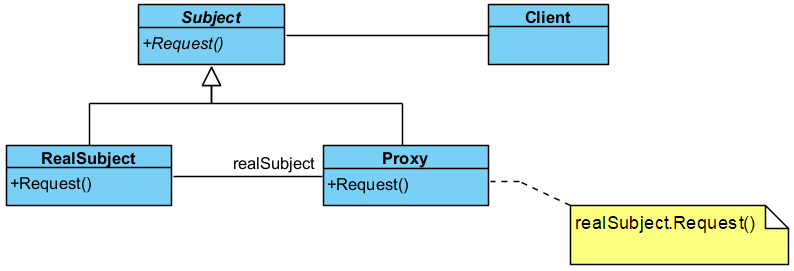 Subject
+Request()
Client
RealSubject
+Request()
realSubject
Proxy
+Request()
realSubject.Request()